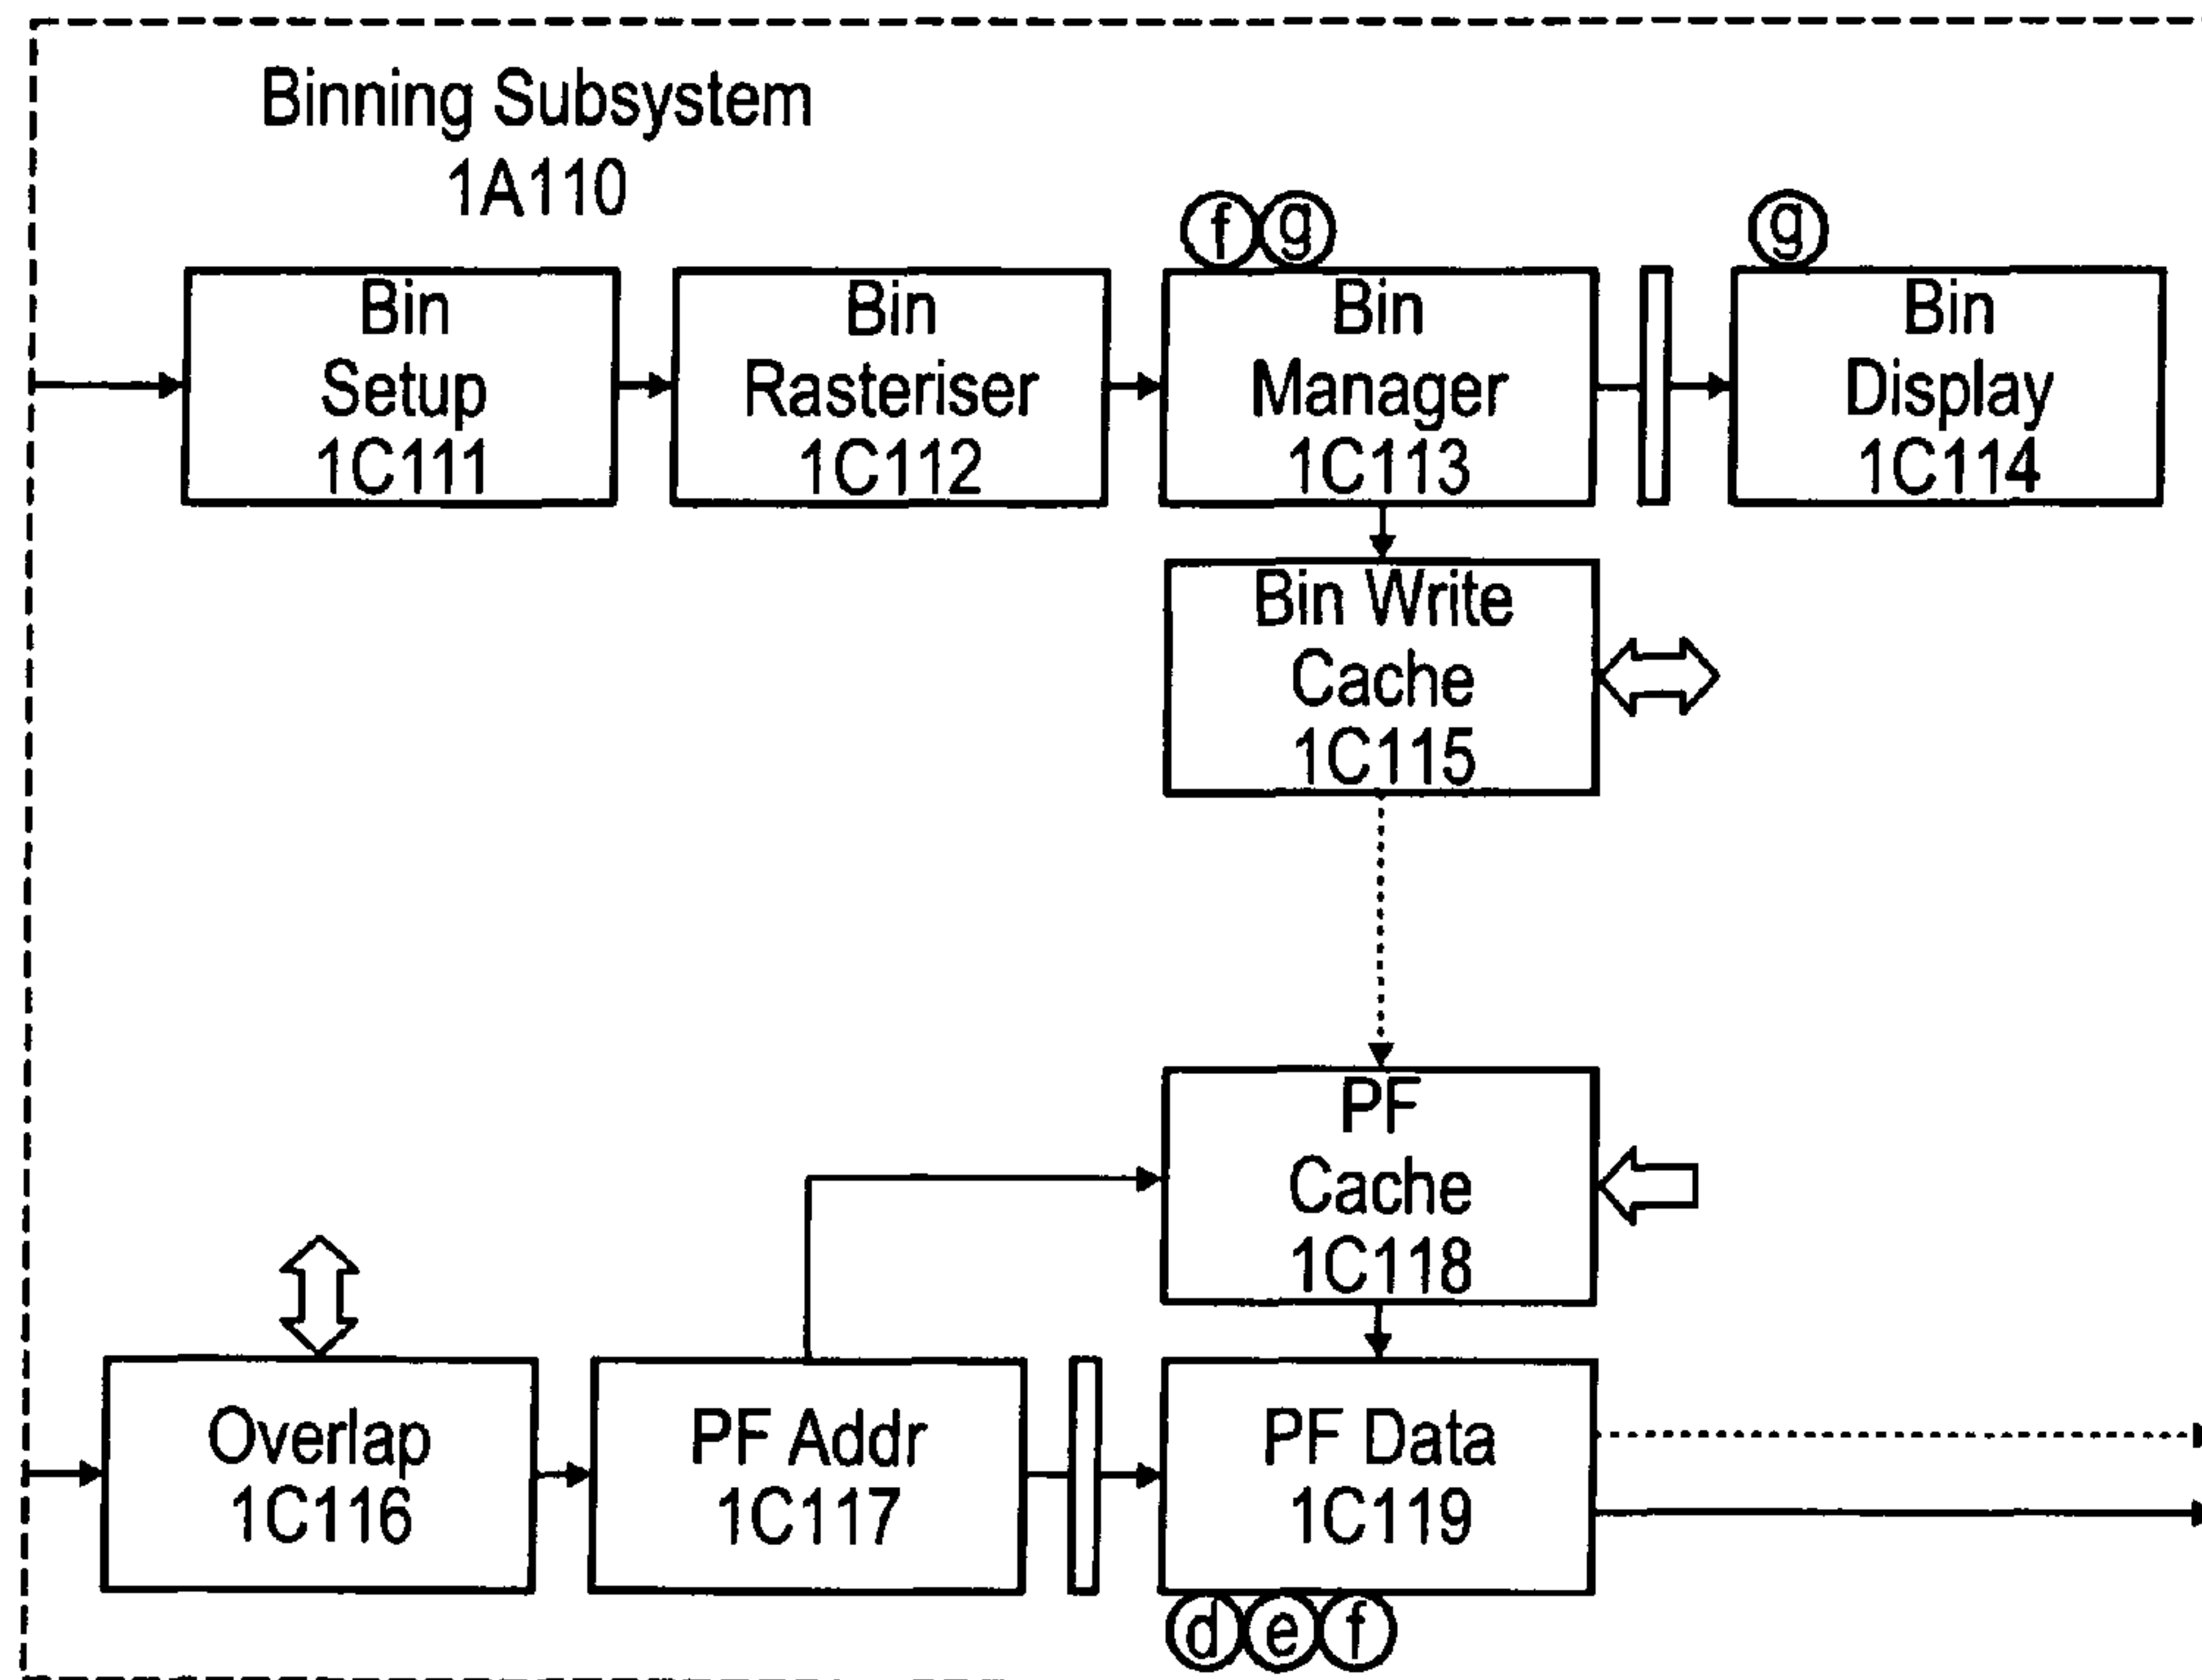 Binning Subsystem
1A110
f g
g
Bin
Setup
1C111
Bin
Rasteriser
1C112
Bin
Manager
1C113
Bin
Display
1C114
Bin Write
Cache
1C115
PF
Cache
1C118
Overlap
1C116
PF Addr
1C117
PF Data
1C119
d e f